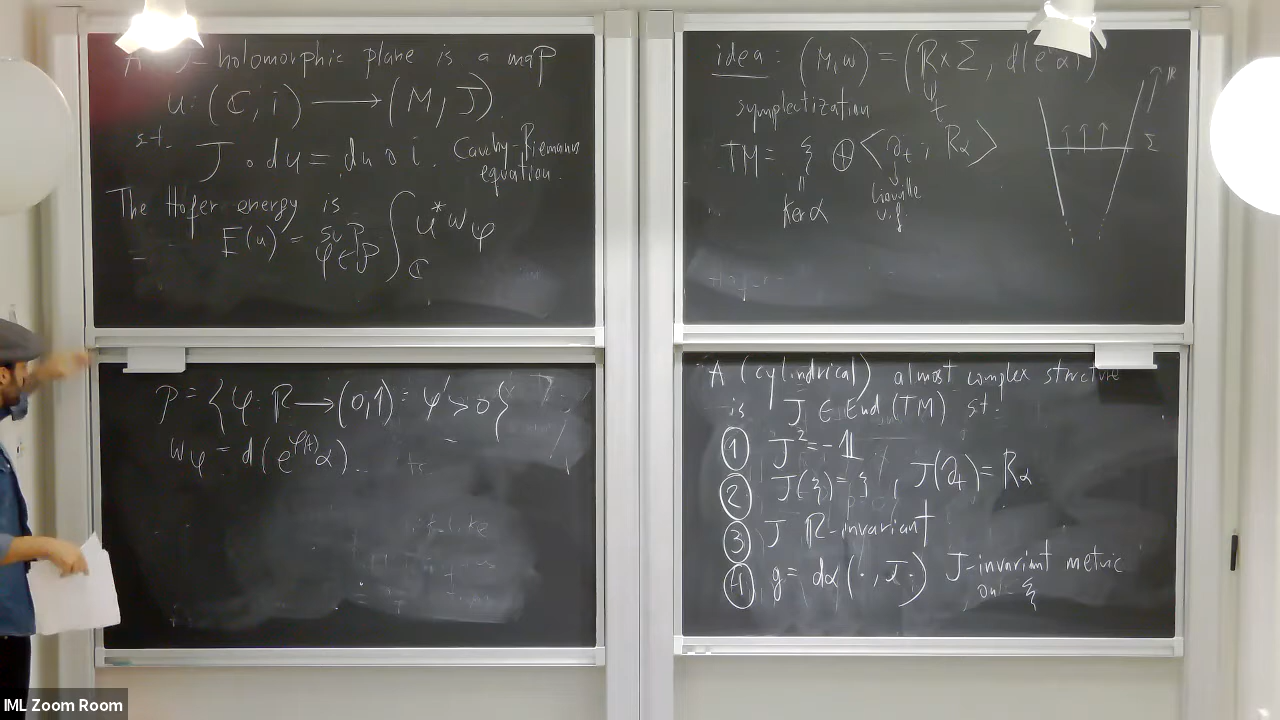 A J-holomorphic plane is a map
u: (ℂ, i) ⟶ (M, J).
s.t. J ∘ du = du ∘ i. Cauchy-Riemann
equation.
The Hofer energy is
E(u) = sup_{φ∈𝒫} ∫_ℂ u*ω_φ
𝒫 = {φ: ℝ ⟶ (0,1) : φ' > 0}
ω_φ = d(e^{φ(t)}α)
idea: (M, ω) = (ℝ×Σ, d(e^tα))
symplectization
t
TM = ξ ⊕ <∂_t, R_α>
ker α
Liouville
v.f.
ℝ
Σ
A (cylindrical) almost complex structure
is J ∈ End(TM) st.
① J² = -𝟙
② J(ξ) = ξ, J(∂_t) = R_α
③ J ℝ-invariant
④ g = dα(·, J·) J-invariant metric
on ξ
IML Zoom Room